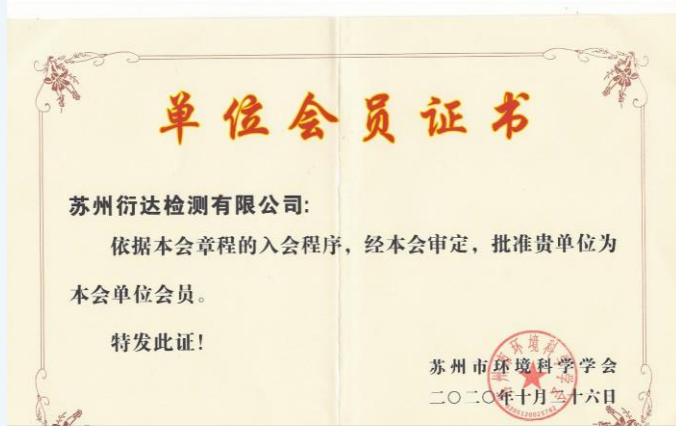 单位会员证书
苏州衍达检测有限公司:
依据本会章程的入会程序，经本会审定，批准贵单位为
本会单位会员。
特发此证!
苏州市环境科学学会
二〇二〇年十月二十六日